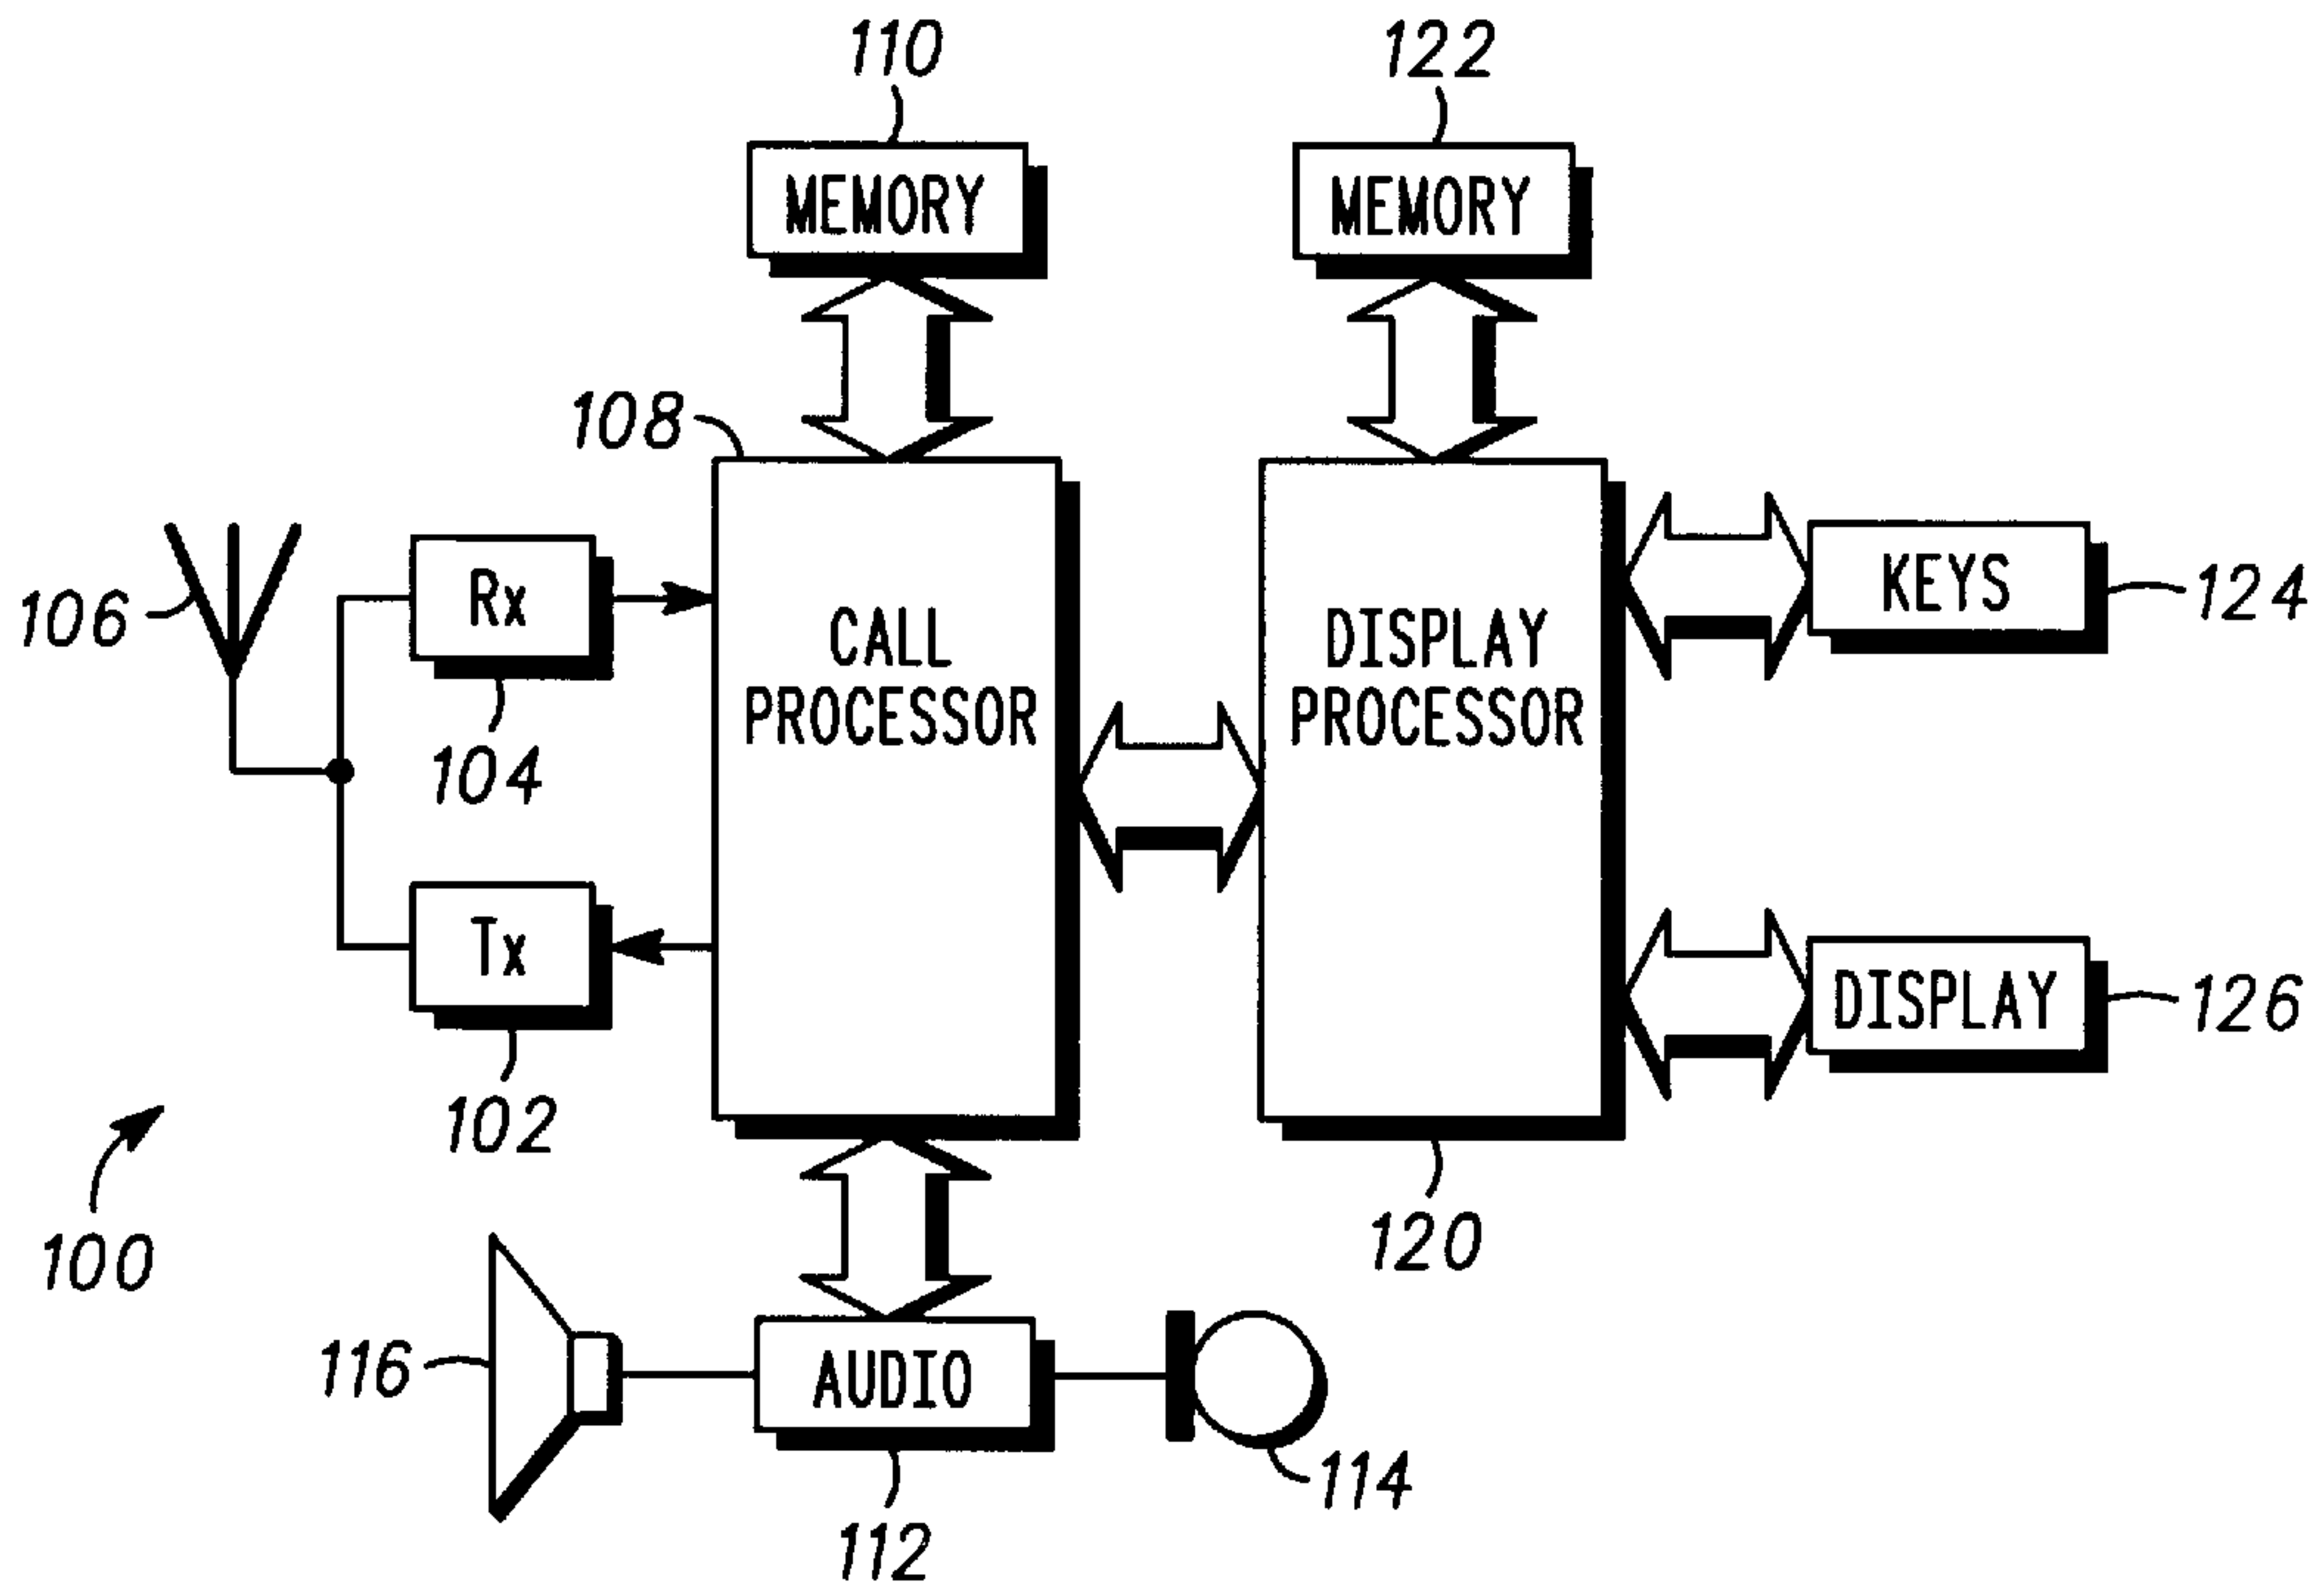 110
122
MEMORY
MEMORY
108
106
Rx
CALL
PROCESSOR
DISPLAY
PROCESSOR
KEYS
124
104
Tx
DISPLAY
126
102
100
120
116
AUDIO
114
112